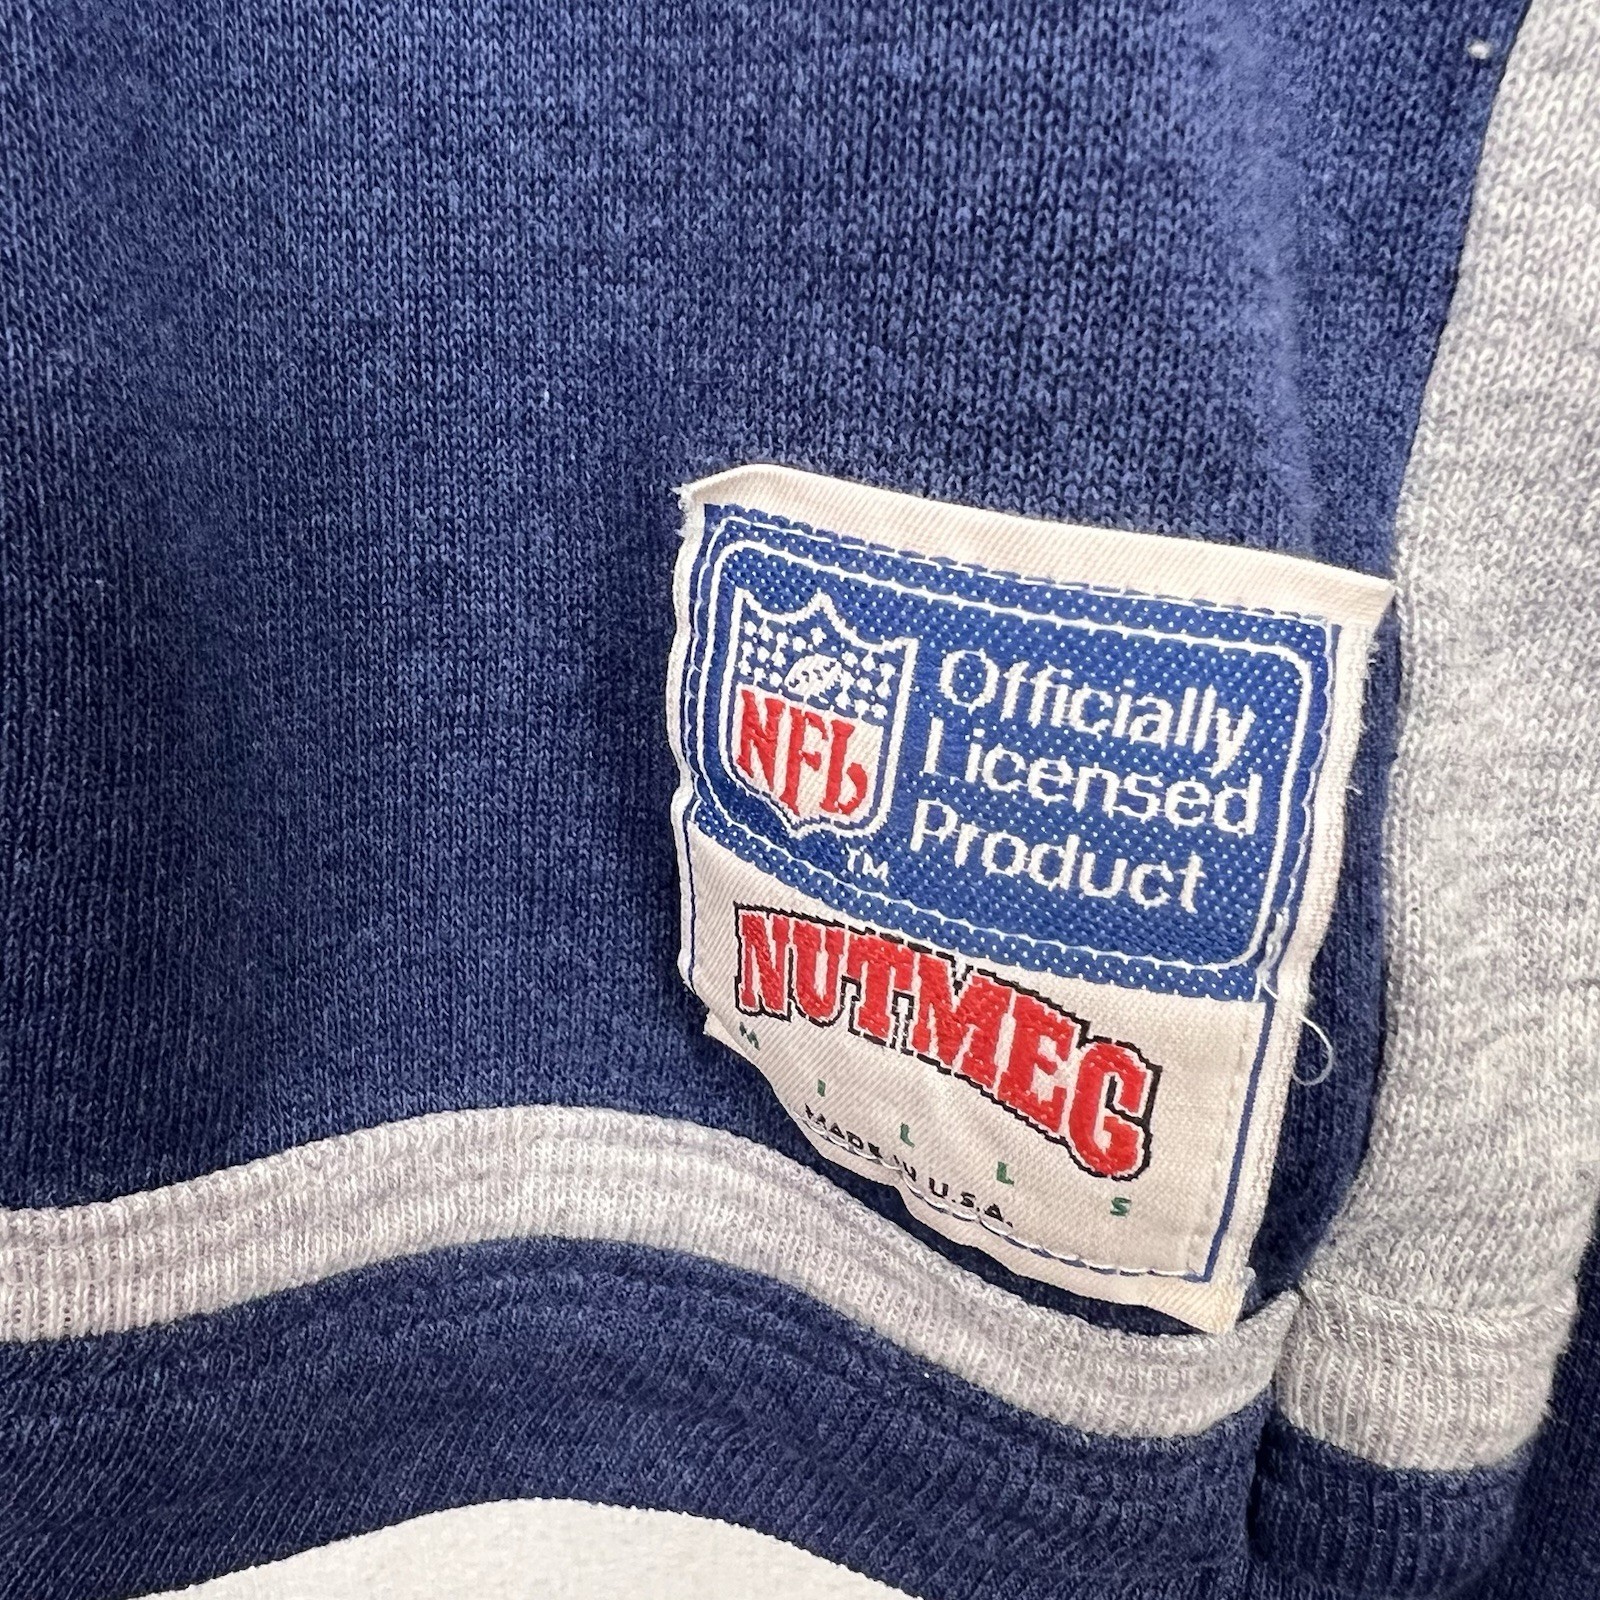 NFL
Officially
Licensed
Product
TM
NUTMEG
MILLS
MADE IN U.S.A.